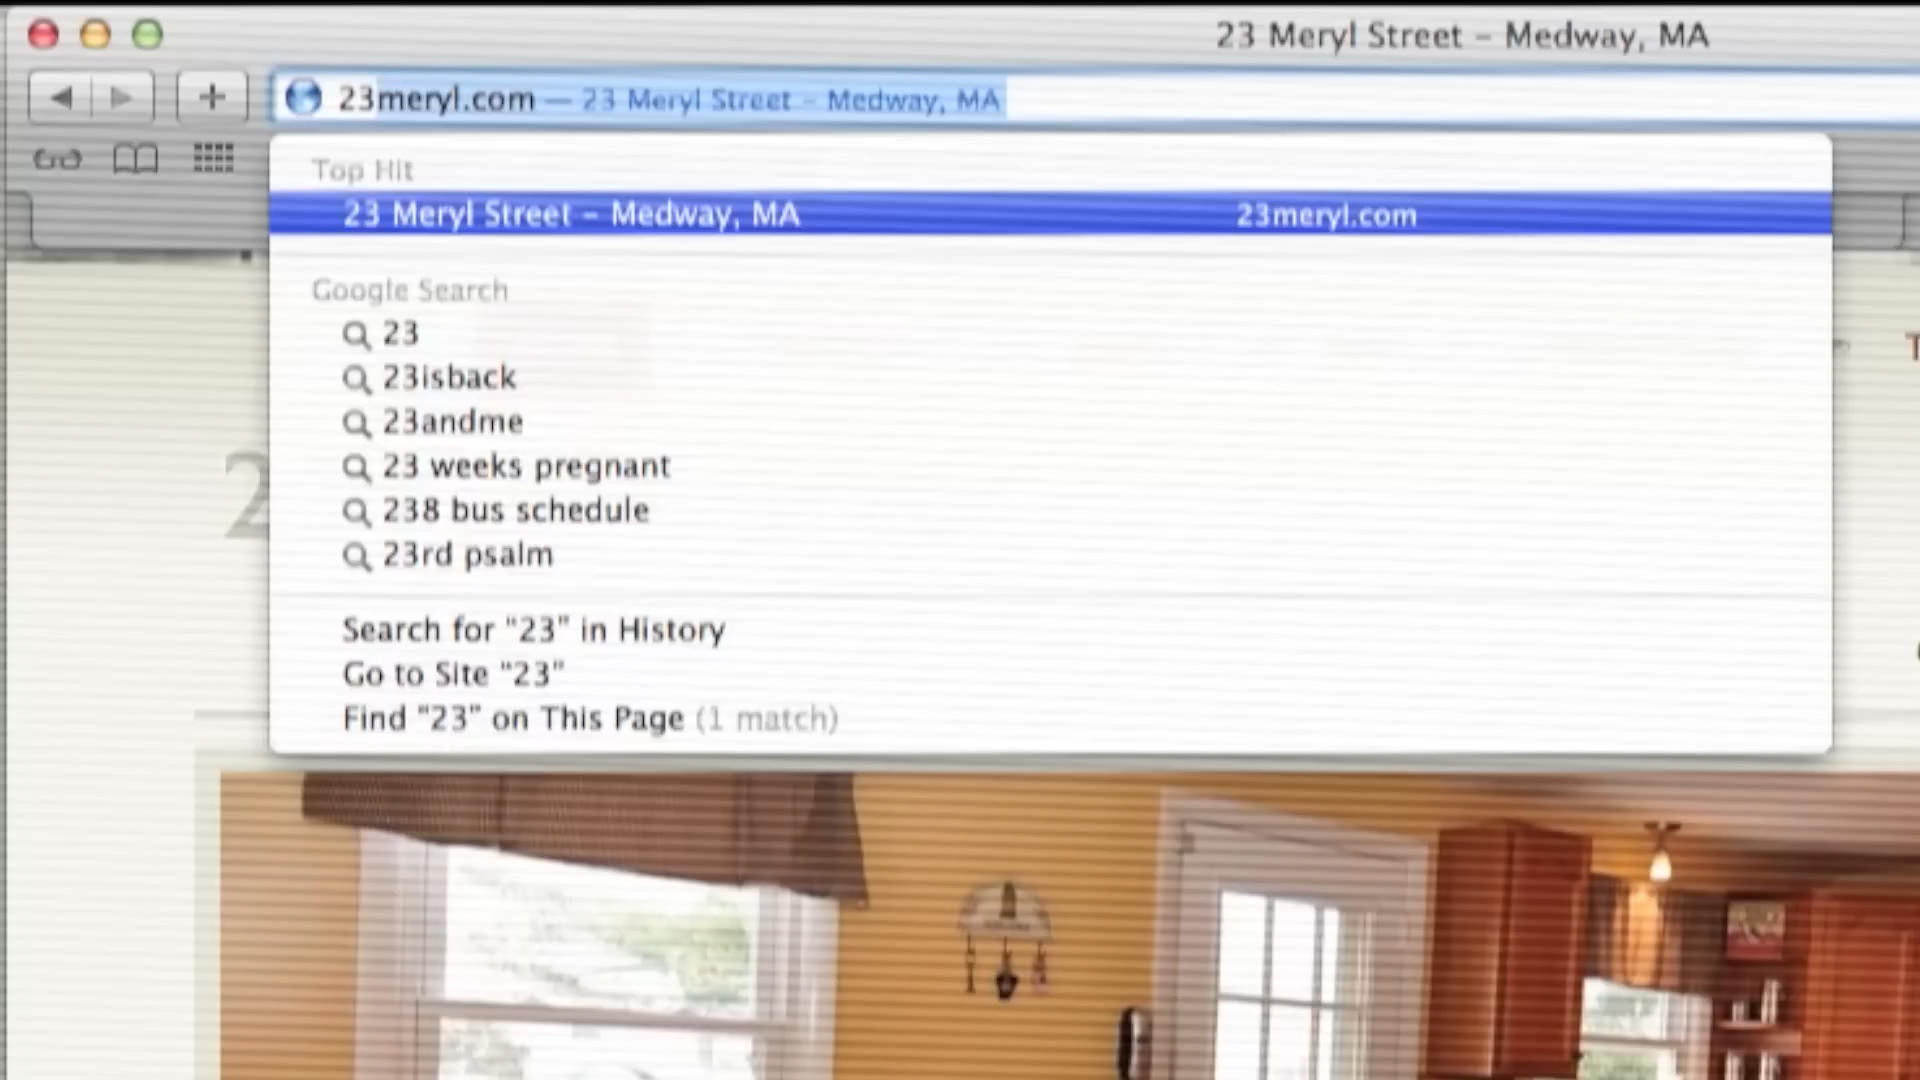 23 Meryl Street – Medway, MA
23meryl.com — 23 Meryl Street – Medway, MA
Top Hit
23 Meryl Street – Medway, MA 23meryl.com
Google Search
23
23isback
23andme
23 weeks pregnant
238 bus schedule
23rd psalm
Search for "23" in History
Go to Site "23"
Find "23" on This Page (1 match)
2
T